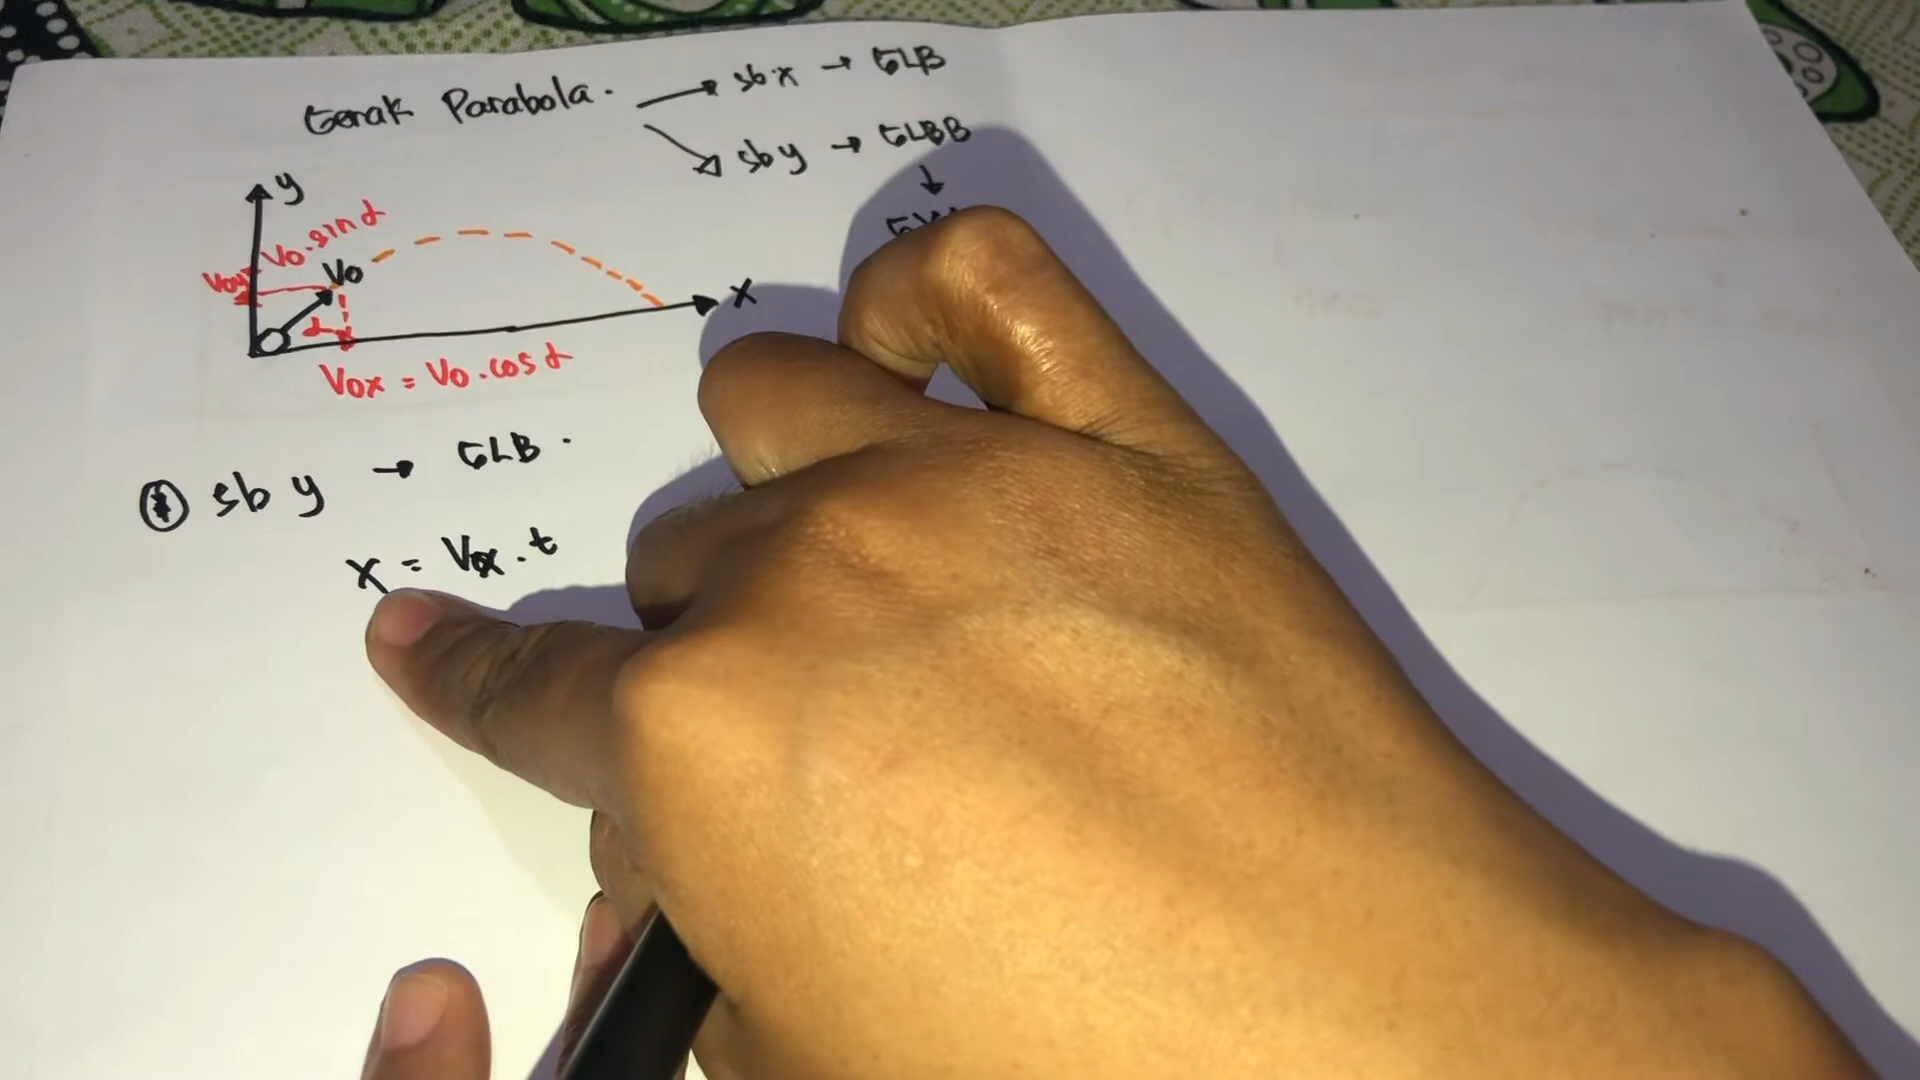 Gerak Parabola. → sb x → GLB
→ sb y → GLBB
↓
y
Vo.sin α
Voy
Vo
x
α
Vox = Vo.cos α
* sb y → GLB.
x = Vox.t